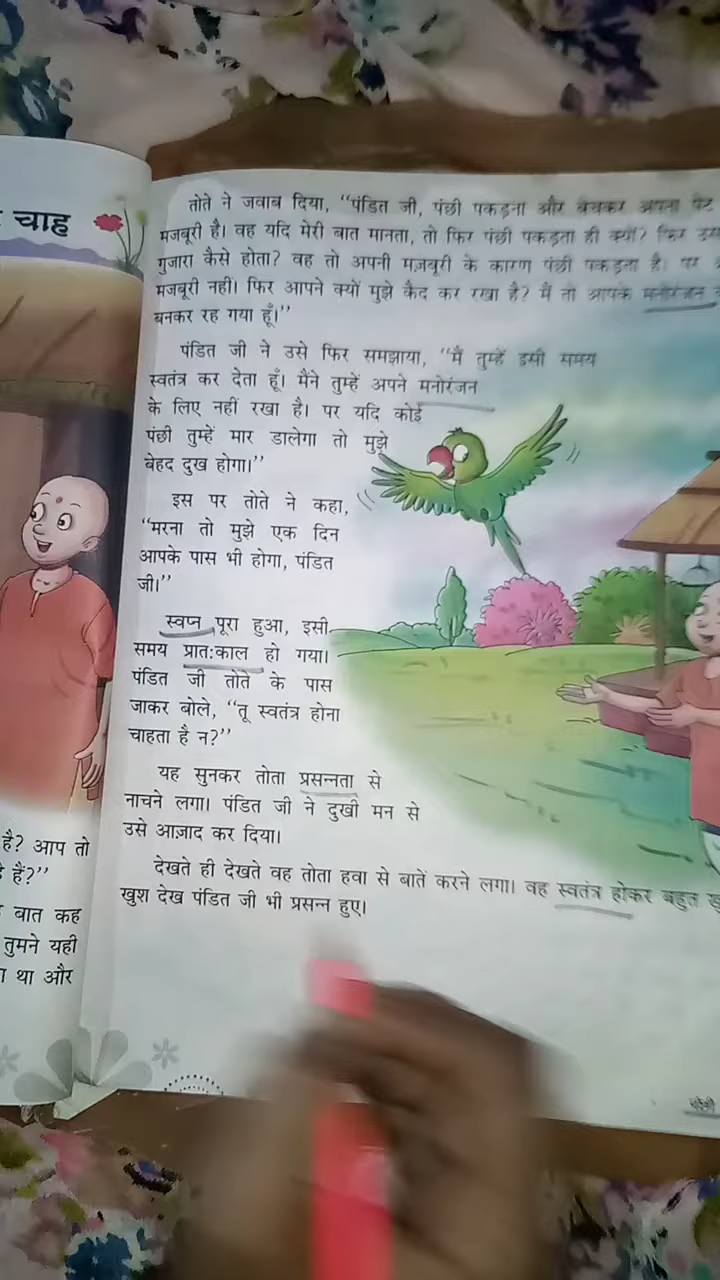 चाह
है? आप तो
हैं?”
बात कह
तुमने यही
था और
तोते ने जवाब दिया, “पंडित जी, पंछी पकड़ना और बेचकर अपना पेट
मजबूरी है। वह यदि मेरी बात मानता, तो फिर पंछी पकड़ता ही क्यों? फिर
गुजारा कैसे होता? वह तो अपनी मज़बूरी के कारण पंछी पकड़ता है। पर
मजबूरी नहीं। फिर आपने क्यों मुझे कैद कर रखा है? मैं तो आपके मनोरंजन
बनकर रह गया हूँ।”
पंडित जी ने उसे फिर समझाया, “मैं तुम्हें इसी समय
स्वतंत्र कर देता हूँ। मैंने तुम्हें अपने मनोरंजन
के लिए नहीं रखा है। पर यदि कोई
पंछी तुम्हें मार डालेगा तो मुझे
बेहद दुख होगा।”
इस पर तोते ने कहा,
“मरना तो मुझे एक दिन
आपके पास भी होगा, पंडित
जी।”
स्वप्न पूरा हुआ, इसी
समय प्रात:काल हो गया।
पंडित जी तोते के पास
जाकर बोले, “तू स्वतंत्र होना
चाहता है न?”
यह सुनकर तोता प्रसन्नता से
नाचने लगा। पंडित जी ने दुखी मन से
उसे आज़ाद कर दिया।
देखते ही देखते वह तोता हवा से बातें करने लगा। वह स्वतंत्र होकर बहुत
खुश देख पंडित जी भी प्रसन्न हुए।